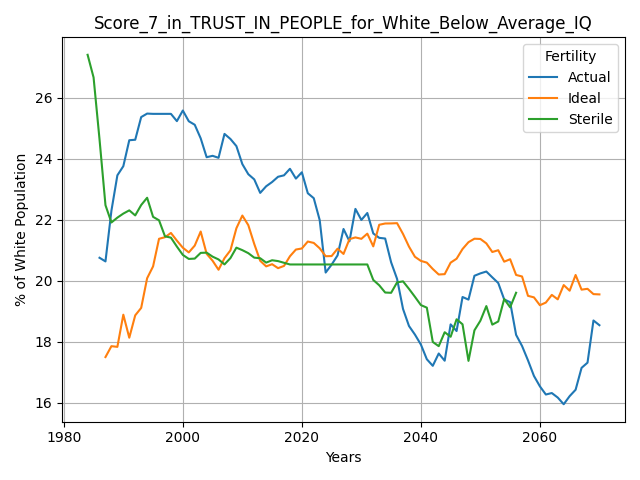 Score_7_in_TRUST_IN_PEOPLE_for_White_Below_Average_IQ
Fertility
Actual
Ideal
Sterile
% of White Population
26
24
22
20
18
16
1980
2000
2020
2040
2060
Years